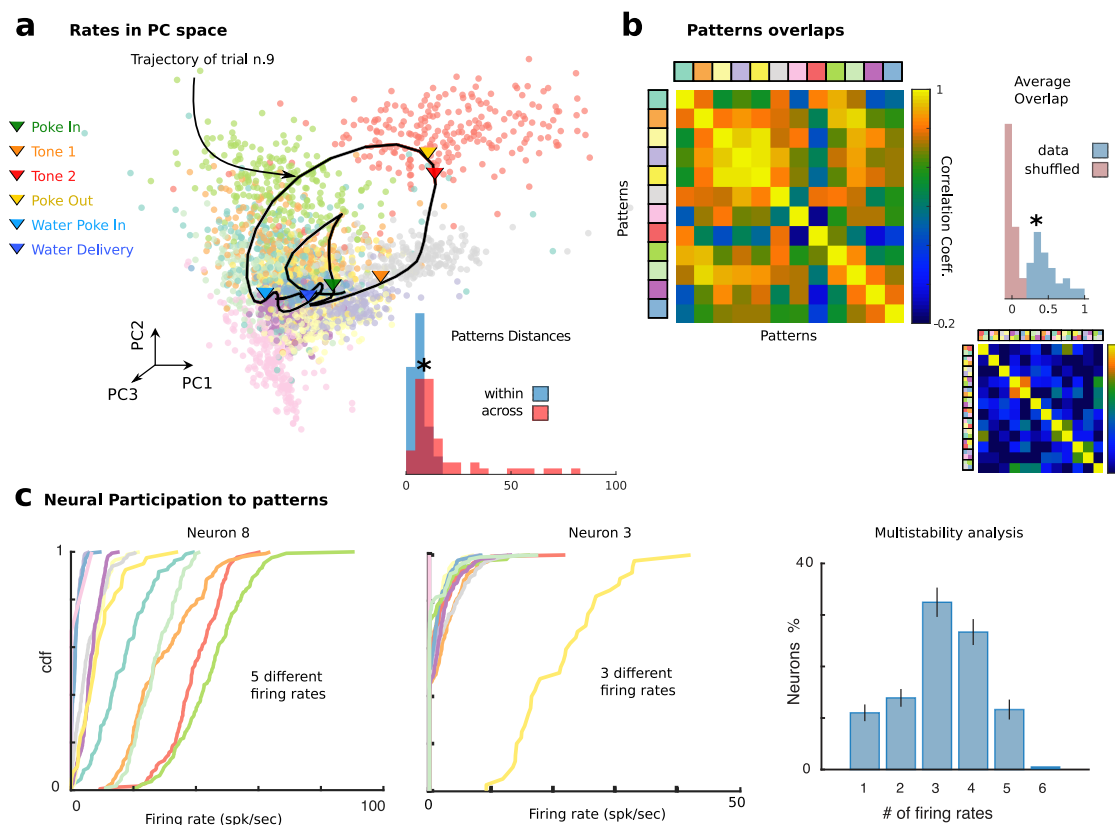 a Rates in PC space
Trajectory of trial n.9
Poke In
Tone 1
Tone 2
Poke Out
Water Poke In
Water Delivery
PC2
PC1
PC3
Patterns Distances
*
within
across
0 50 100
b Patterns overlaps
Patterns
Patterns
1
Correlation Coeff.
-0.2
Average
Overlap
data
shuffled
*
0 0.5 1
c Neural Participation to patterns
Neuron 8
1
cdf
0
5 different
firing rates
0 100
Firing rate (spk/sec)
Neuron 3
3 different
firing rates
0 50
Firing rate (spk/sec)
Multistability analysis
40
Neurons %
0
1 2 3 4 5 6
# of firing rates